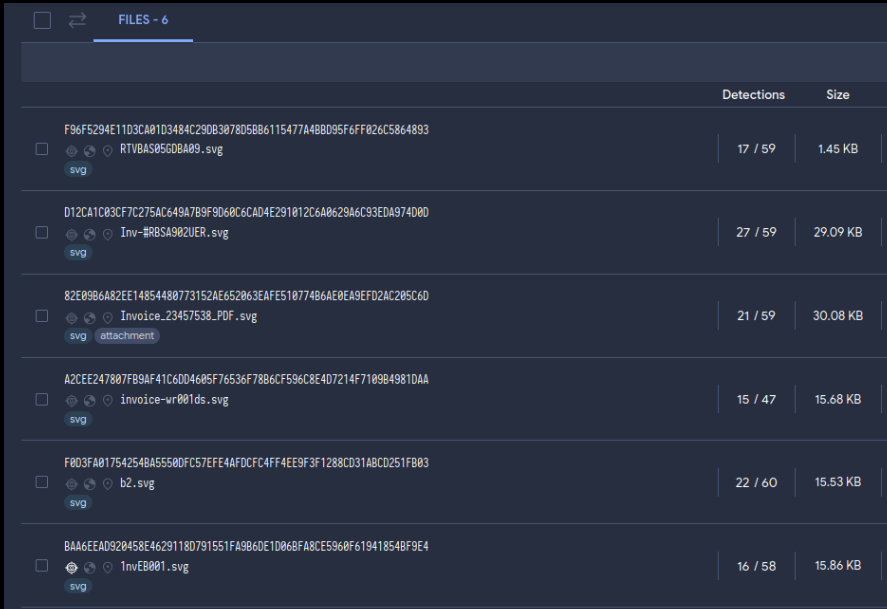 FILES - 6
Detections Size
F96F5294E11D3CA01D3484C29DB3078D5BB6115477A4BBD95F6FF026C5864893
RTVBAS05GDBA09.svg
17 / 59
1.45 KB
svg
D12CA1C03CF7C275AC649A7B9F9D60C6CAD4E291012C6A0629A6C93EDA974D0D
Inv-#RBSA902UER.svg
27 / 59
29.09 KB
svg
82E09B6A82EE14854480773152AE652063EAFE510774B6AE0EA9EFD2AC205C6D
Invoice_23457538_PDF.svg
21 / 59
30.08 KB
svg attachment
A2CEE247807FB9AF41C6DD4605F76536F78B6CF596C8E4D7214F7109B4981DAA
invoice-wr001ds.svg
15 / 47
15.68 KB
svg
F0D3FA01754254BA5550DFC57EFE4AFDCFC4FF4EE9F3F1288CD31ABCD251FB03
b2.svg
22 / 60
15.53 KB
svg
BAA6EEAD920458E4629118D791551FA9B6DE1D06BFA8CE5960F61941854BF9E4
1nvEB001.svg
16 / 58
15.86 KB
svg